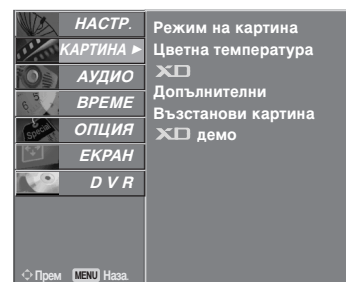 НАСТР.
КАРТИНА ►
АУДИО
ВРЕМЕ
Special
ОПЦИЯ
ЕКРАН
D V R
Режим на картина
Цветна температура
XD
Допълнителни
Възстанови картина
XD демо
Прем MENU Наза.